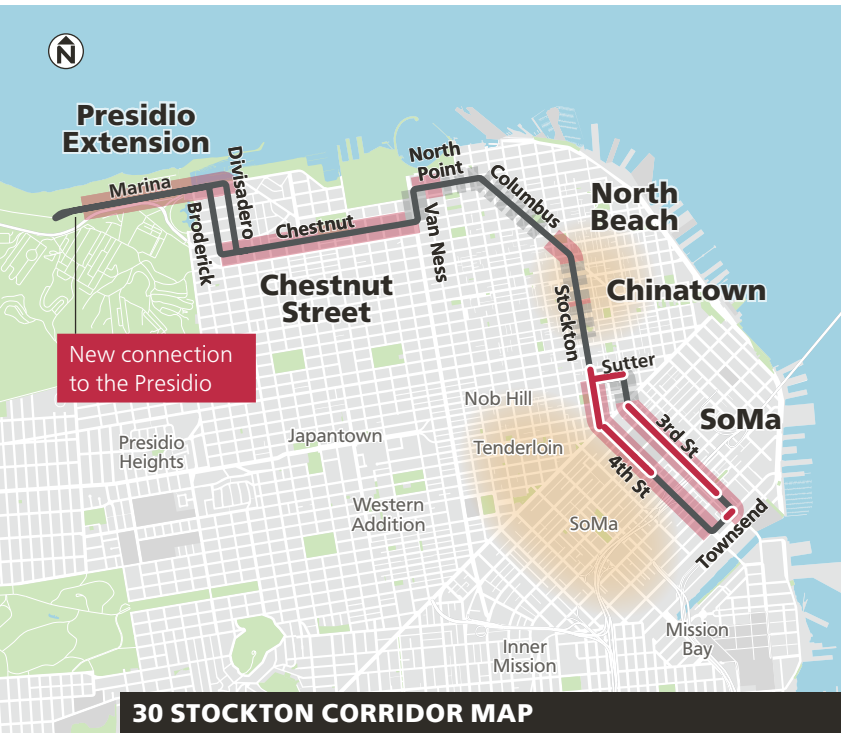 N
Presidio
Extension
Marina
Divisadero
Broderick
Chestnut
North
Point
Columbus
Van Ness
North
Beach
Chestnut
Street
Chinatown
Stockton
New connection
to the Presidio
Sutter
Nob Hill
SoMa
3rd St
Presidio
Heights
Japantown
Tenderloin
4th St
Western
Addition
SoMa
Townsend
Inner
Mission
Mission
Bay
30 STOCKTON CORRIDOR MAP